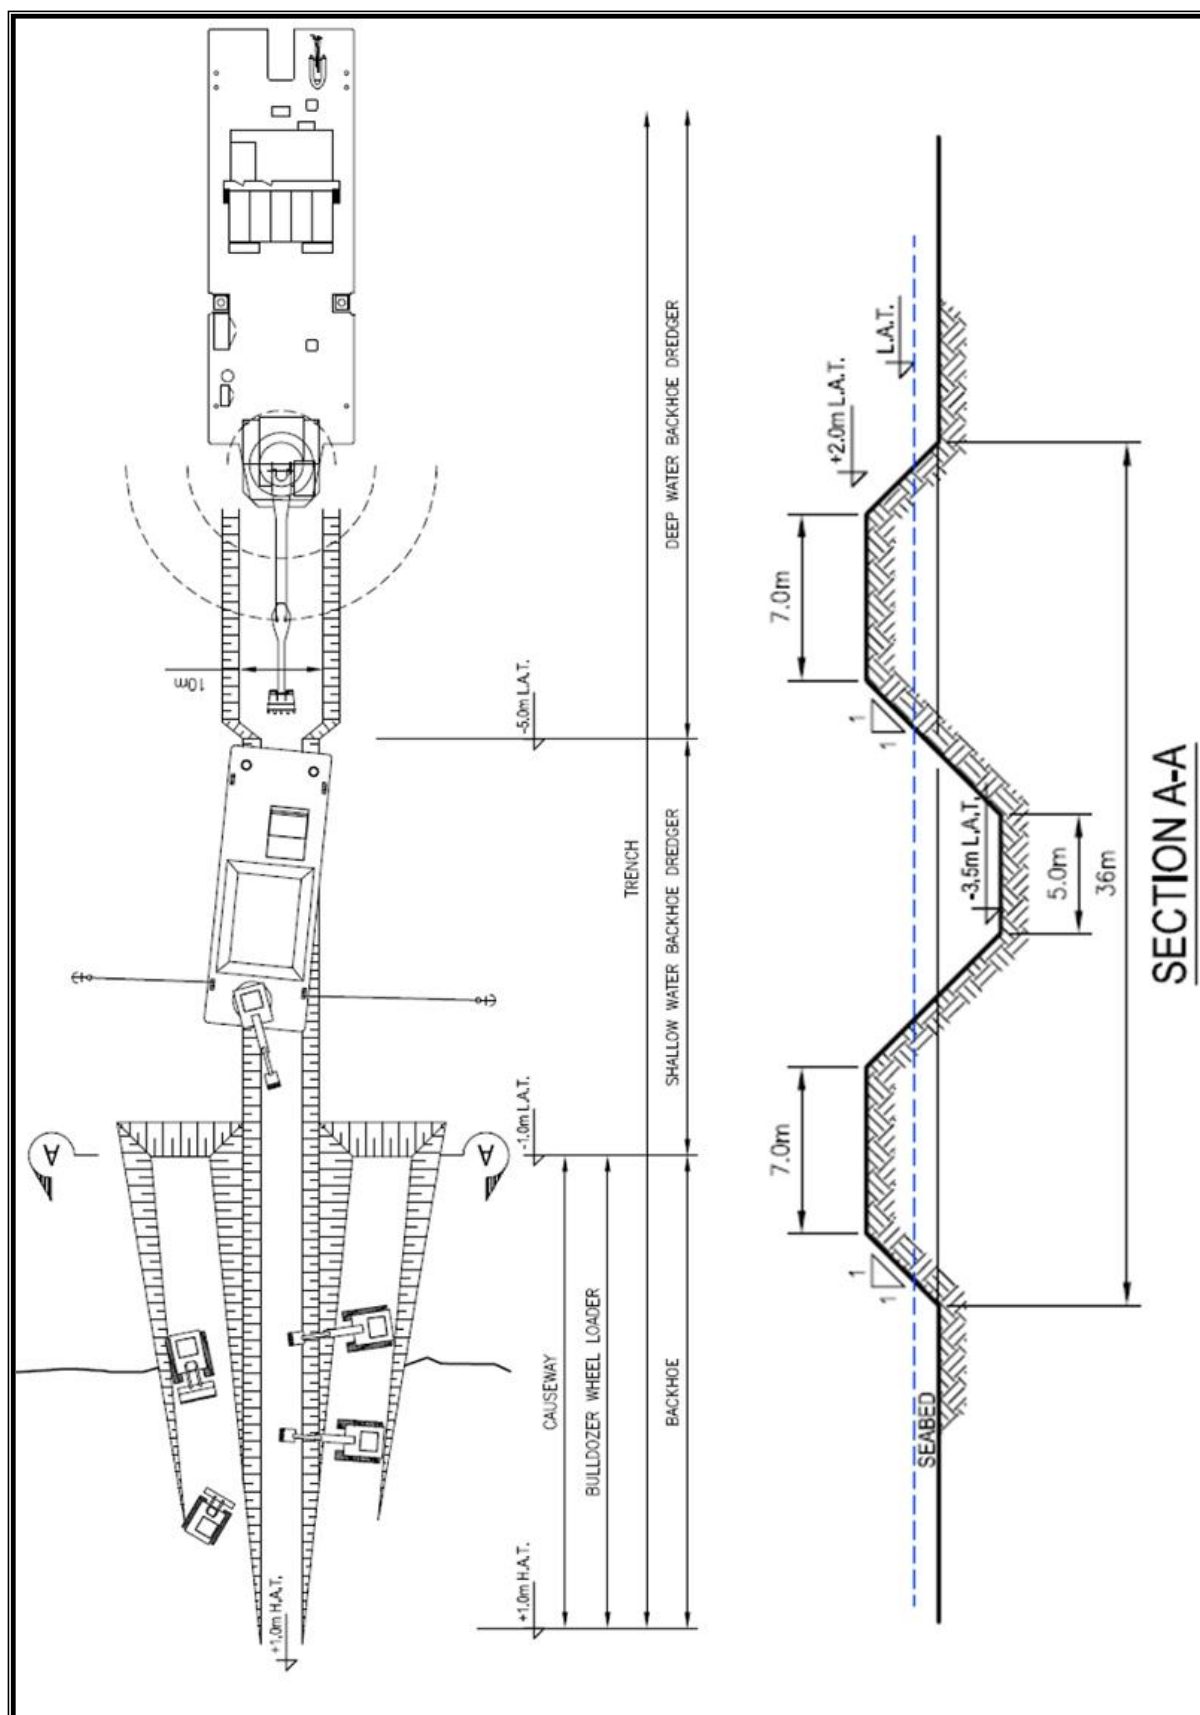 DEEP WATER BACKHOE DREDGER
SHALLOW WATER BACKHOE DREDGER
BACKHOE
TRENCH
BULLDOZER WHEEL LOADER
CAUSEWAY
10m
-5.0m L.A.T.
-1.0m L.A.T.
+1.0m H.A.T.
+1.0m H.A.T.
A
A
L.A.T.
+2.0m L.A.T.
7.0m
1
1
-3,5m L.A.T.
5.0m
36m
7.0m
1
1
SEABED
SECTION A-A